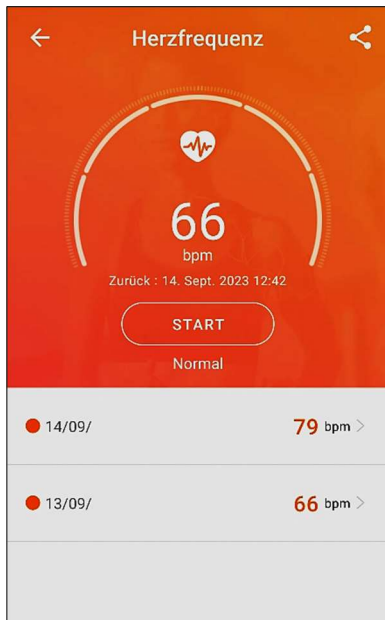 Herzfrequenz
66
bpm
Zurück : 14. Sept. 2023 12:42
START
Normal
14/09/ 79 bpm
13/09/ 66 bpm